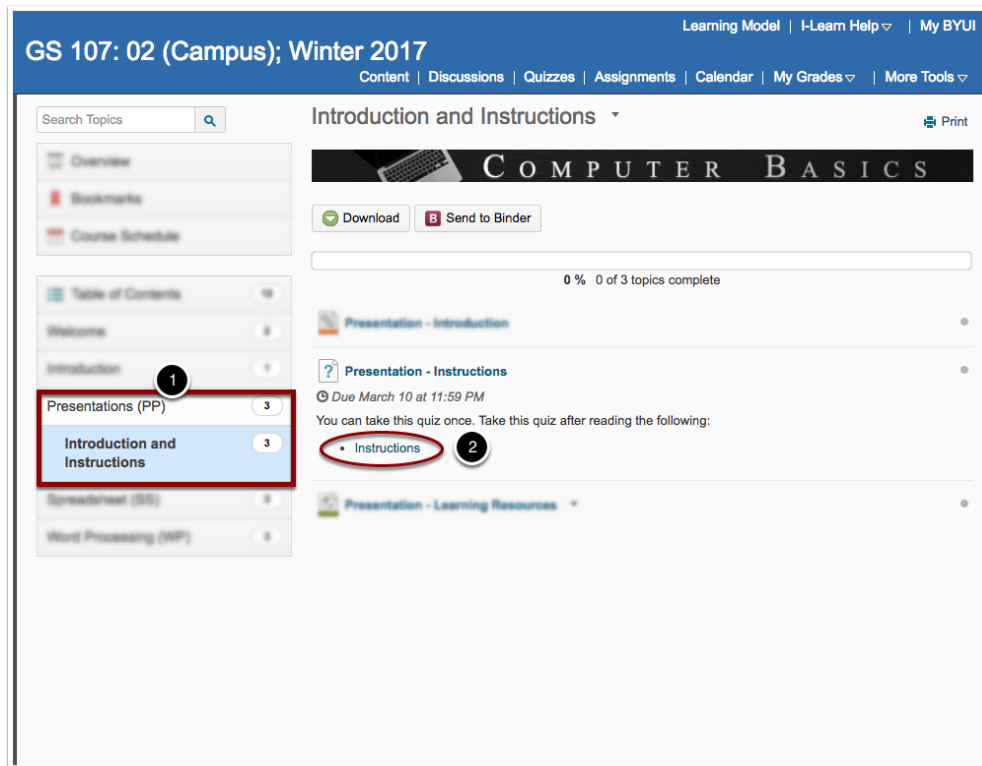 Learning Model | I-Learn Help | My BYUI
GS 107: 02 (Campus); Winter 2017
Content | Discussions | Quizzes | Assignments | Calendar | My Grades | More Tools
Search Topics
Overview
Bookmarks
Course Schedule
Table of Contents 12
Welcome 2
Introduction 1
1
Presentations (PP) 3
Introduction and 3
Instructions
Spreadsheet (SS) 3
Word Processing (WP) 3
Introduction and Instructions
Print
COMPUTER BASICS
Download
B Send to Binder
0 % 0 of 3 topics complete
Presentation - Introduction
? Presentation - Instructions
Due March 10 at 11:59 PM
You can take this quiz once. Take this quiz after reading the following:
• Instructions
2
Presentation - Learning Resources